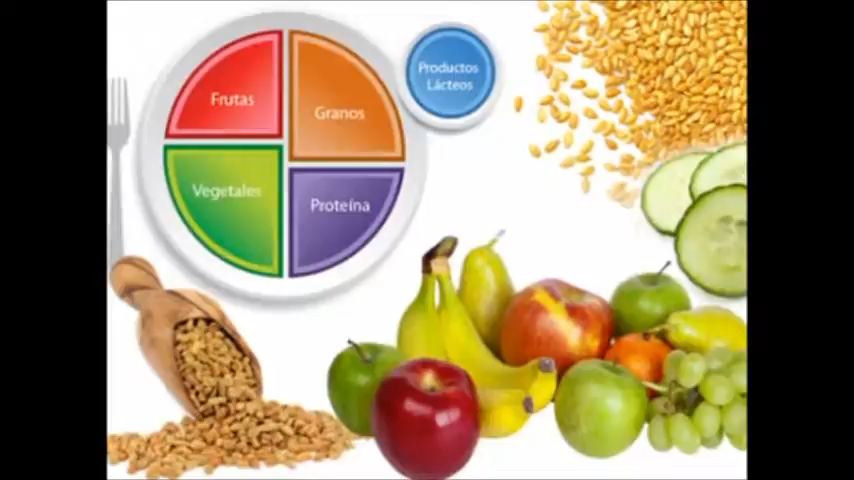 Frutas
Granos
Productos
Lácteos
Vegetales
Proteína